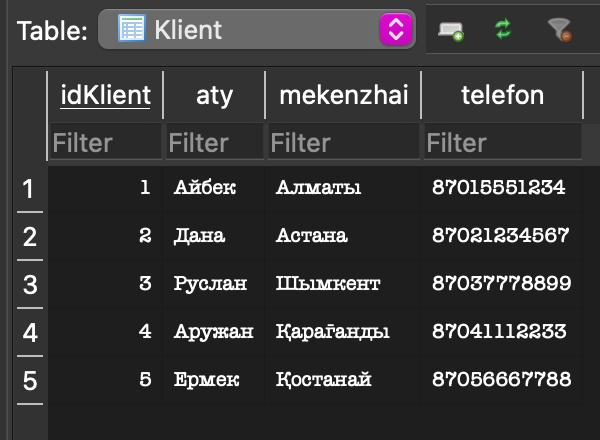 Table: Klient
idKlient aty mekenzhai telefon
Filter Filter Filter Filter
1 1 Айбек Алматы 87015551234
2 2 Дана Астана 87021234567
3 3 Руслан Шымкент 87037778899
4 4 Аружан Қарағанды 87041112233
5 5 Ермек Қостанай 87056667788